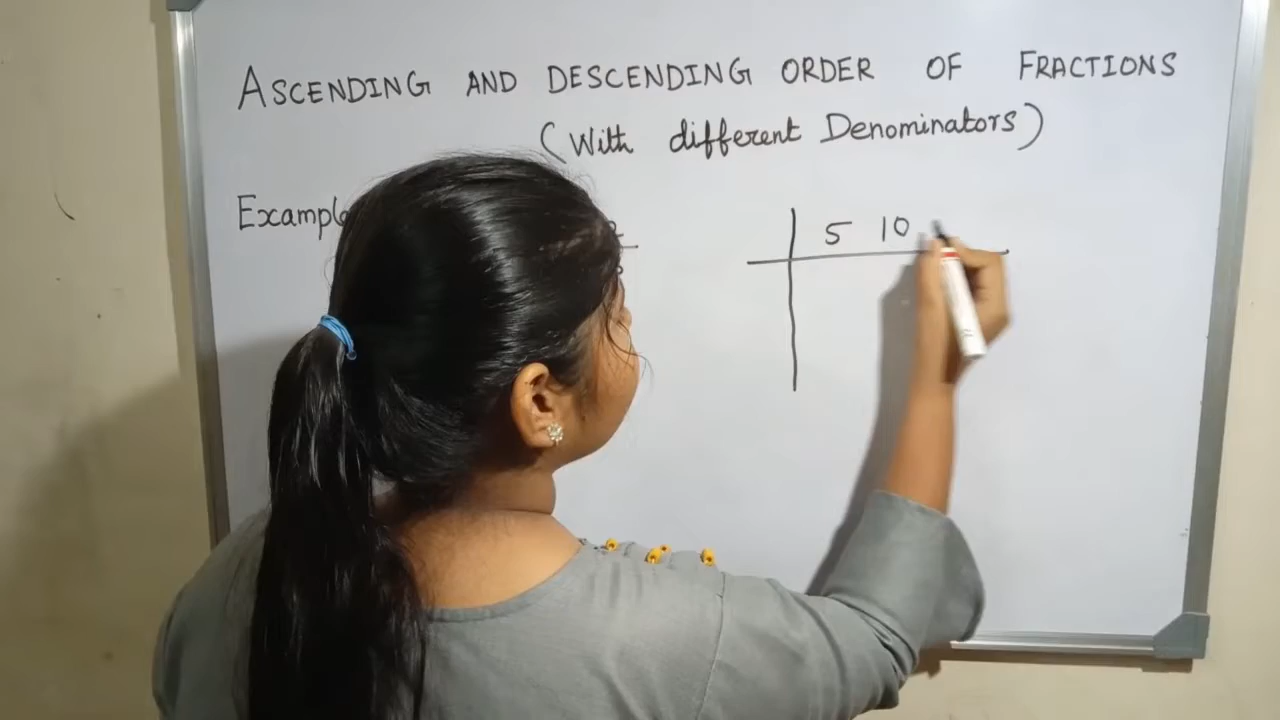 ASCENDING AND DESCENDING ORDER OF FRACTIONS
(With different Denominators)
Example
5 10